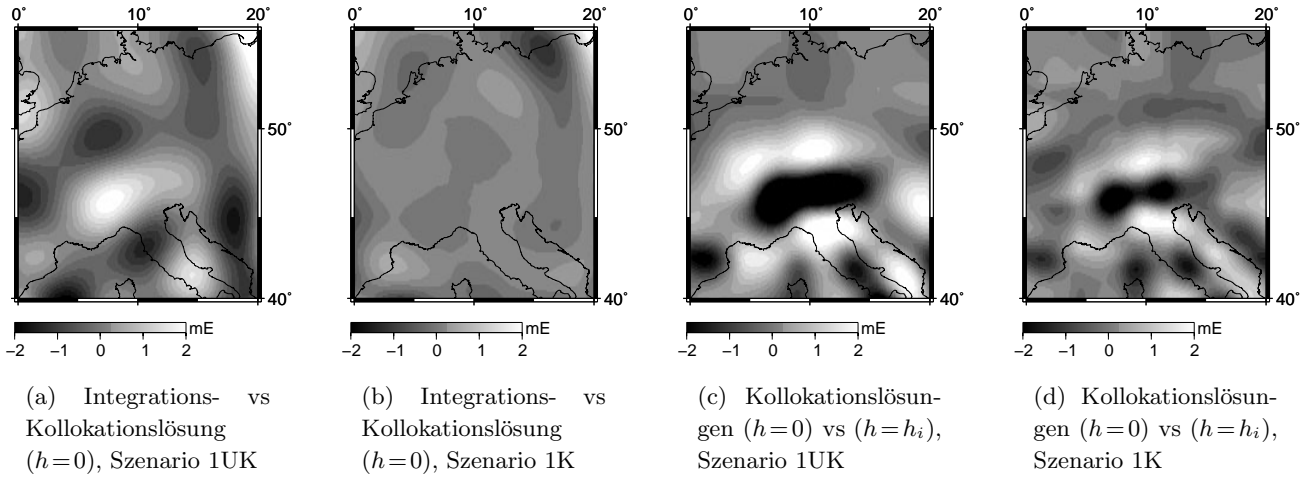 0° 10° 20°
50°
40°
mE
−2 −1 0 1 2
(a) Integrations- vs
Kollokationslösung
(h=0), Szenario 1UK
0° 10° 20°
50°
40°
mE
−2 −1 0 1 2
(b) Integrations- vs
Kollokationslösung
(h=0), Szenario 1K
0° 10° 20°
50°
40°
mE
−2 −1 0 1 2
(c) Kollokationslösun-
gen (h=0) vs (h=hᵢ),
Szenario 1UK
0° 10° 20°
50°
40°
mE
−2 −1 0 1 2
(d) Kollokationslösun-
gen (h=0) vs (h=hᵢ),
Szenario 1K